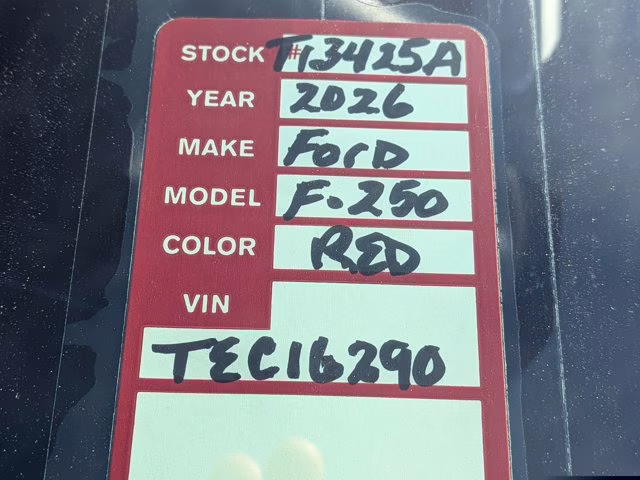 STOCK # T13425A
YEAR 2026
MAKE FORD
MODEL F-250
COLOR RED
VIN
TEC16290